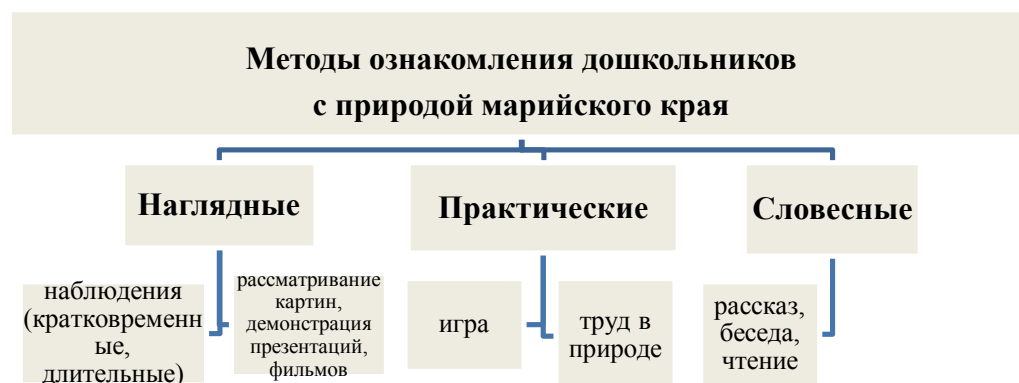 Методы ознакомления дошкольников
с природой марийского края
Наглядные
Практические
Словесные
наблюдения
(кратковременн
ые,
длительные)
рассматривание
картин,
демонстрация
презентаций,
фильмов
игра
труд в
природе
рассказ,
беседа,
чтение